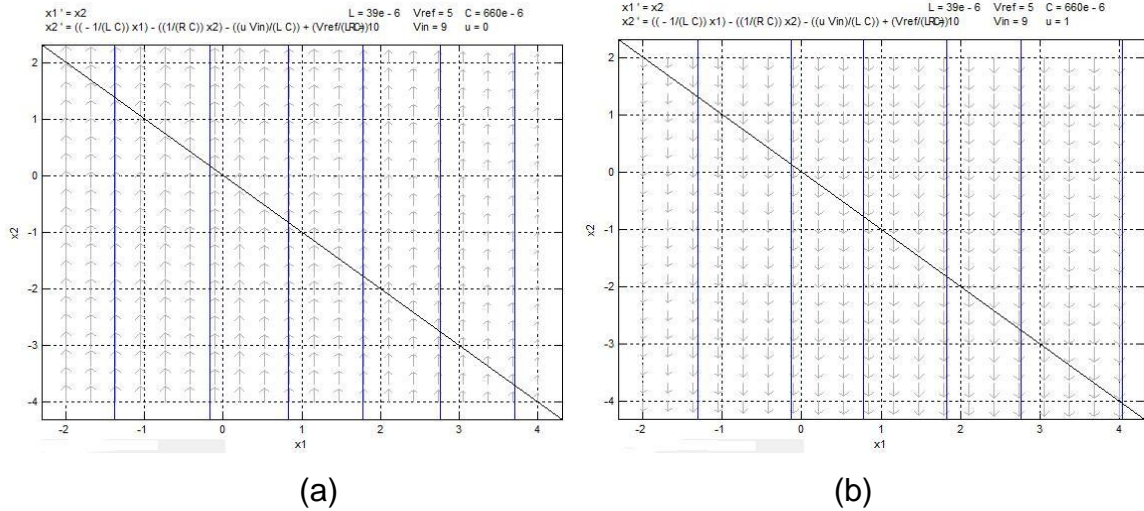 x1 ' = x2
x2 ' = (( - 1/(L C)) x1) - ((1/(R C)) x2) - ((u Vin)/(L C)) + (Vref/(L
L = 39e - 6 Vref = 5 C = 660e - 6
10 Vin = 9 u = 0
2
1
0
-1
-2
-3
-4
x2
-2 -1 0 1 2 3 4
x1
(a)
x1 ' = x2
x2 ' = (( - 1/(L C)) x1) - ((1/(R C)) x2) - ((u Vin)/(L C)) + (Vref/(L
L = 39e - 6 Vref = 5 C = 660e - 6
10 Vin = 9 u = 1
2
1
0
-1
-2
-3
-4
x2
-2 -1 0 1 2 3 4
x1
(b)